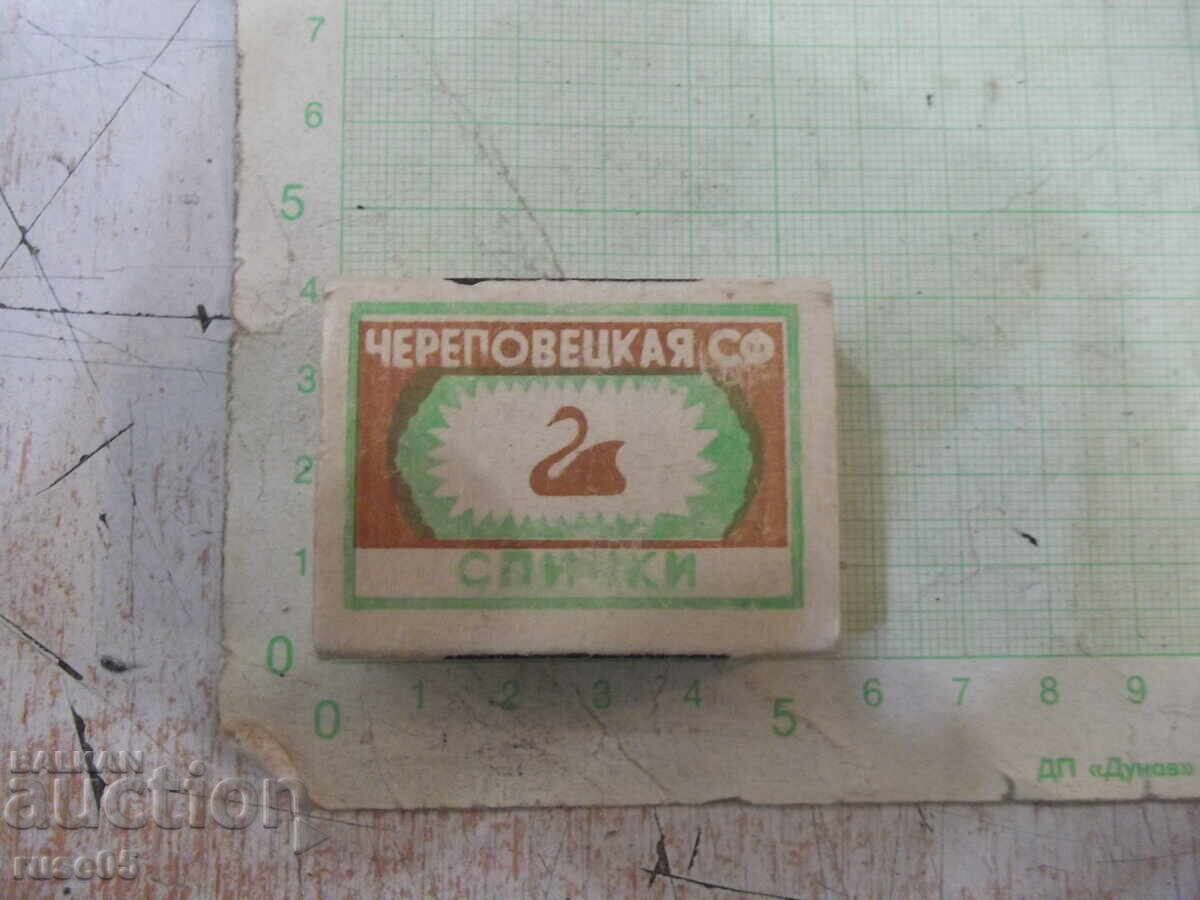 7
6
5
4
3
2
1
0
ЧЕРЕПОВЕЦКАЯ СФ
СПИЧКИ
0 1 2 3 4 5 6 7 8 9
ДП «Дунав»
BALKAN
auction
ruse05